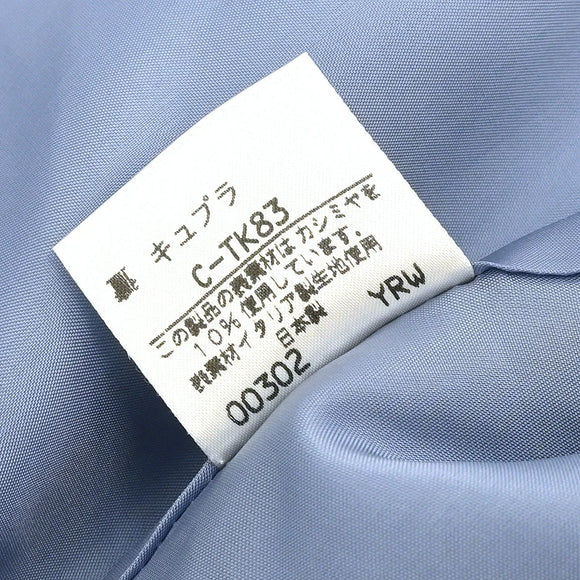 裏 キュプラ
C-TK83
この製品の表素材はカシミヤを
10%使用しています。
表素材イタリア製生地使用
日本製
00302 YRW